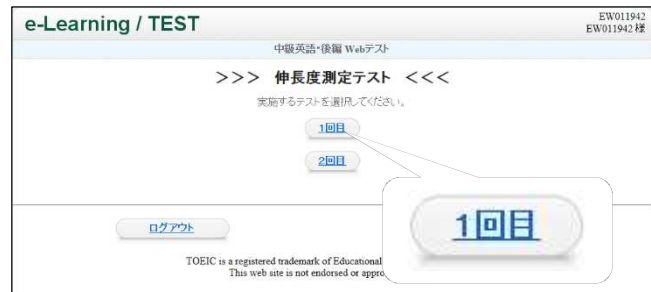 e-Learning / TEST
EW011942
EW011942 様
中級英語・後編 Webテスト
>>> 伸長度測定テスト <<<
実施するテストを選択してください。
1回目
2回目
1回目
ログアウト
TOEIC is a registered trademark of Educational
This web site is not endorsed or appro